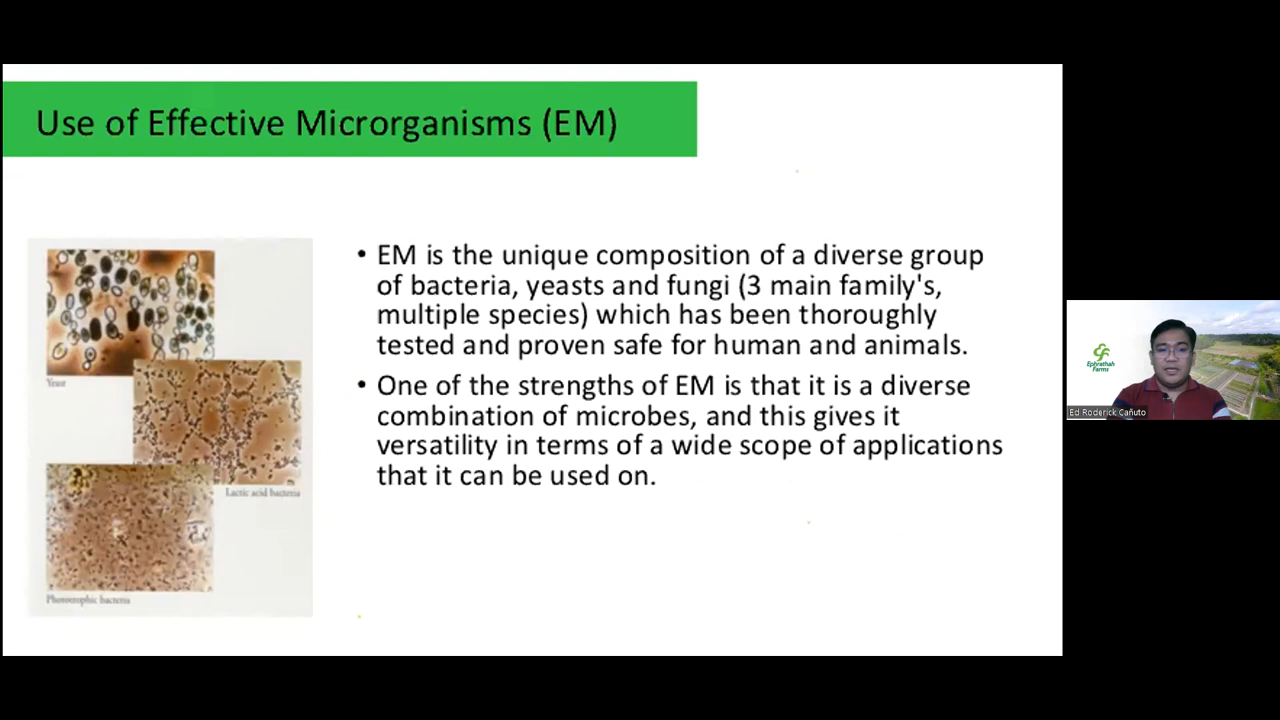 Use of Effective Microrganisms (EM)
Yeast
Lactic acid bacteria
Phototrophic bacteria
• EM is the unique composition of a diverse group
of bacteria, yeasts and fungi (3 main family's,
multiple species) which has been thoroughly
tested and proven safe for human and animals.
• One of the strengths of EM is that it is a diverse
combination of microbes, and this gives it
versatility in terms of a wide scope of applications
that it can be used on.
Ephrathah
Farms
Ed Roderick Cañuto